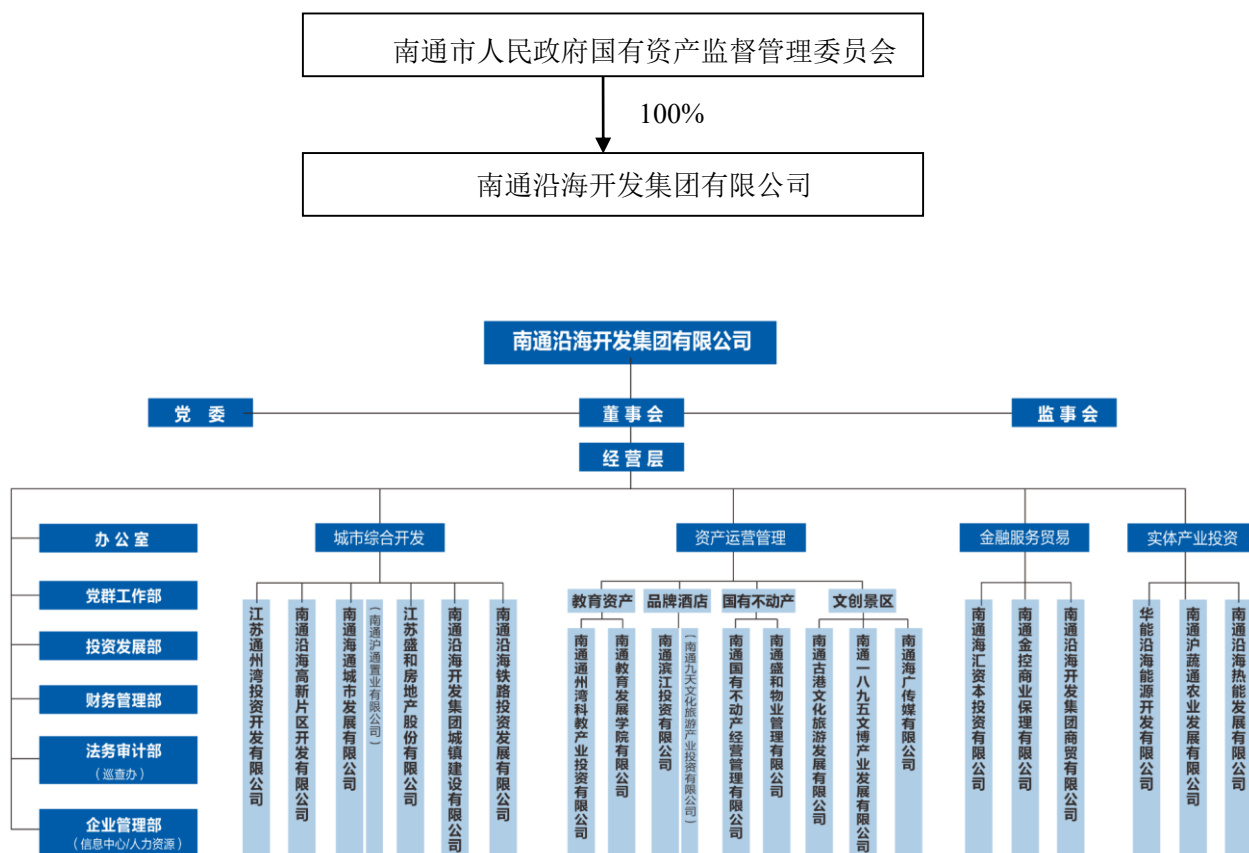 南通市人民政府国有资产监督管理委员会
100%
南通沿海开发集团有限公司
南通沿海开发集团有限公司
党 委
董 事 会
监 事 会
经 营 层
办 公 室
党群工作部
投资发展部
财务管理部
法务审计部
（巡查办）
企业管理部
（信息中心/人力资源）
城市综合开发
江苏通州湾投资开发有限公司
南通沿海高新片区开发有限公司
南通海通城市发展有限公司
（南通沪通置业有限公司）
江苏盛和房地产股份有限公司
南通沿海开发集团城镇建设有限公司
南通沿海铁路投资发展有限公司
资产运营管理
教育资产
南通通州湾科教产业投资有限公司
南通教育发展学院有限公司
品牌酒店
南通滨江投资有限公司
（南通九天文化旅游产业投资有限公司）
国有不动产
南通国有不动产经营管理有限公司
南通盛和物业管理有限公司
文创景区
南通古港文化旅游发展有限公司
南通一八九五文博产业发展有限公司
南通海广传媒有限公司
金融服务贸易
南通海汇资本投资有限公司
南通金控商业保理有限公司
南通沿海开发集团商贸有限公司
实体产业投资
华能沿海能源开发有限公司
南通沪蔬通农业发展有限公司
南通沿海热能发展有限公司